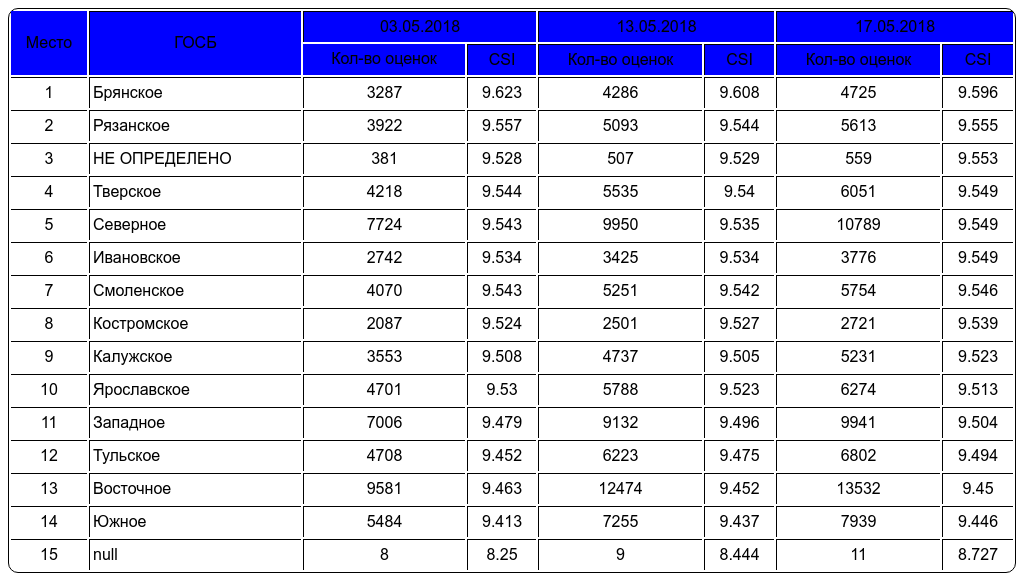 Место ГОСБ 03.05.2018 13.05.2018 17.05.2018
Кол-во оценок CSI Кол-во оценок CSI Кол-во оценок CSI
1 Брянское 3287 9.623 4286 9.608 4725 9.596
2 Рязанское 3922 9.557 5093 9.544 5613 9.555
3 НЕ ОПРЕДЕЛЕНО 381 9.528 507 9.529 559 9.553
4 Тверское 4218 9.544 5535 9.54 6051 9.549
5 Северное 7724 9.543 9950 9.535 10789 9.549
6 Ивановское 2742 9.534 3425 9.534 3776 9.549
7 Смоленское 4070 9.543 5251 9.542 5754 9.546
8 Костромское 2087 9.524 2501 9.527 2721 9.539
9 Калужское 3553 9.508 4737 9.505 5231 9.523
10 Ярославское 4701 9.53 5788 9.523 6274 9.513
11 Западное 7006 9.479 9132 9.496 9941 9.504
12 Тульское 4708 9.452 6223 9.475 6802 9.494
13 Восточное 9581 9.463 12474 9.452 13532 9.45
14 Южное 5484 9.413 7255 9.437 7939 9.446
15 null 8 8.25 9 8.444 11 8.727